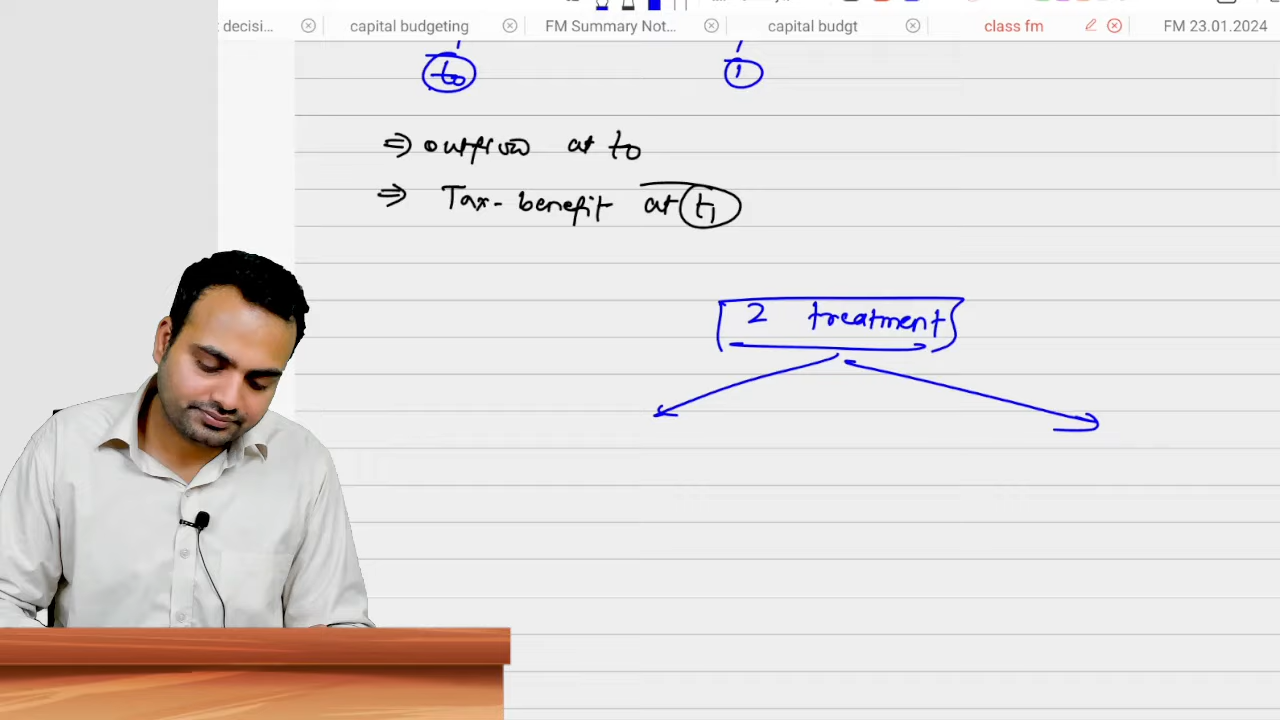 decisi...
capital budgeting
FM Summary Not...
capital budgt
class fm
FM 23.01.2024
t0
1
⇒ outflow at t0
⇒ Tax-benefit at t1
2 treatment